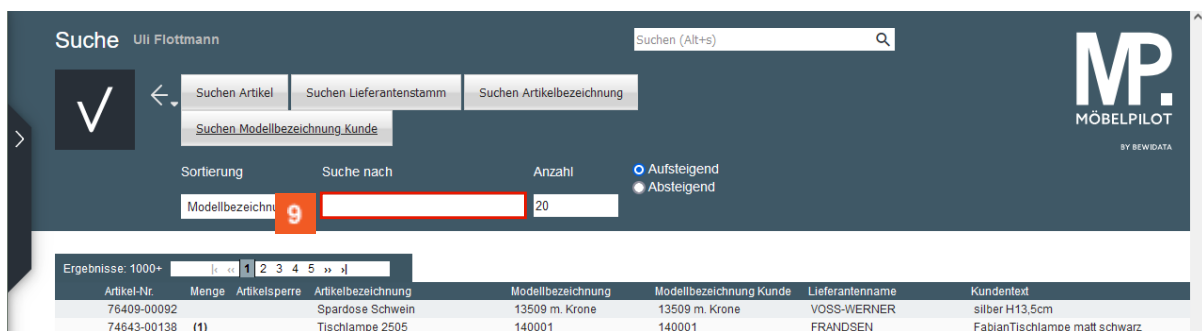 Suche Uli Flottmann
Suchen (Alt+s)
MP.
MÖBELPILOT
BY BEWIDATA
Suchen Artikel Suchen Lieferantenstamm Suchen Artikelbezeichnung
Suchen Modellbezeichnung Kunde
Sortierung Suche nach Anzahl Aufsteigend
Absteigend
Modellbezeichnu 9 20
Ergebnisse: 1000+ |‹ ‹‹ 1 2 3 4 5 ›› ›|
Artikel-Nr. Menge Artikelsperre Artikelbezeichnung Modellbezeichnung Modellbezeichnung Kunde Lieferantenname Kundentext
76409-00092 Spardose Schwein 13509 m. Krone 13509 m. Krone VOSS-WERNER silber H13,5cm
74643-00138 (1) Tischlampe 2505 140001 140001 FRANDSEN FabianTischlampe matt schwarz